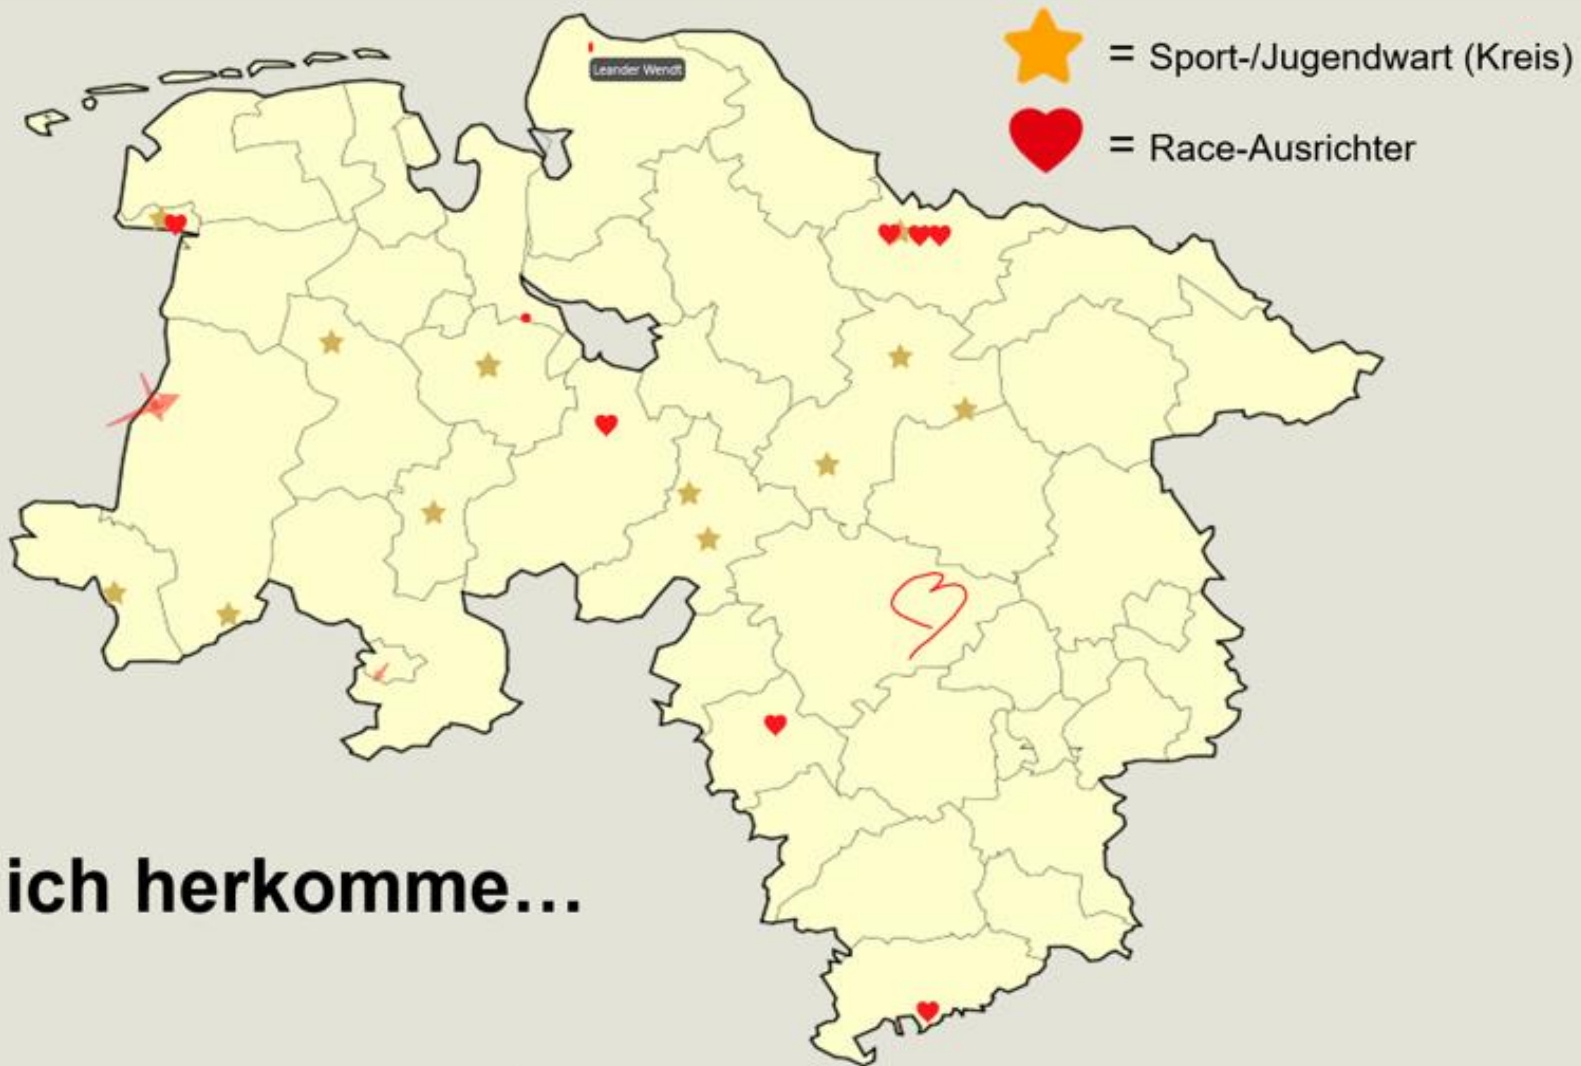 = Sport-/Jugendwart (Kreis)
Leander Wendt
= Race-Ausrichter
ich herkomme...